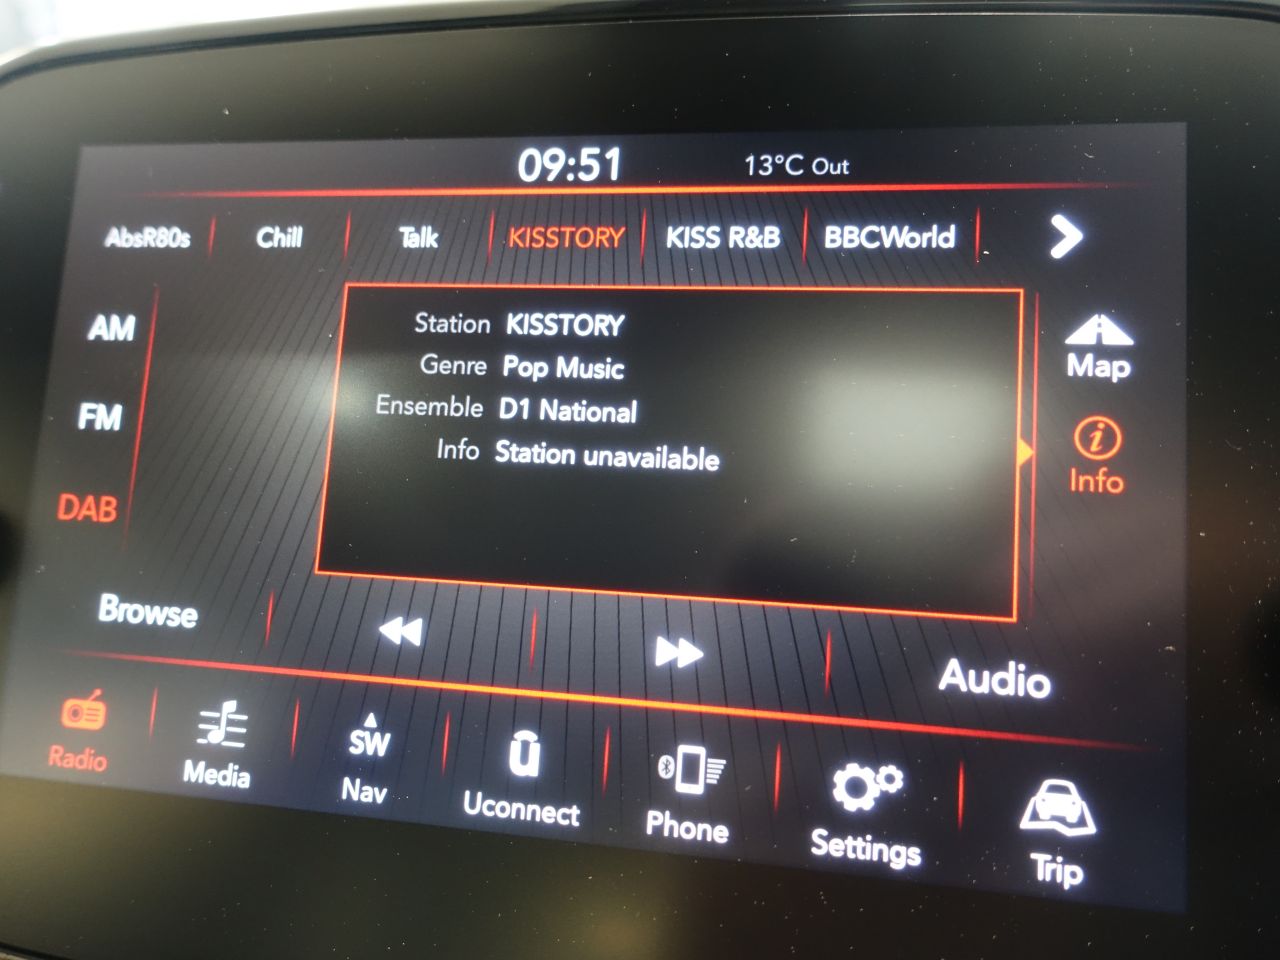 09:51 13°C Out
AbsR80s Chill Talk KISSTORY KISS R&B BBCWorld
AM
FM
DAB
Station KISSTORY
Genre Pop Music
Ensemble D1 National
Info Station unavailable
Map
Info
Browse
Audio
Radio
Media
SW
Nav
u
Uconnect
Phone
Settings
Trip